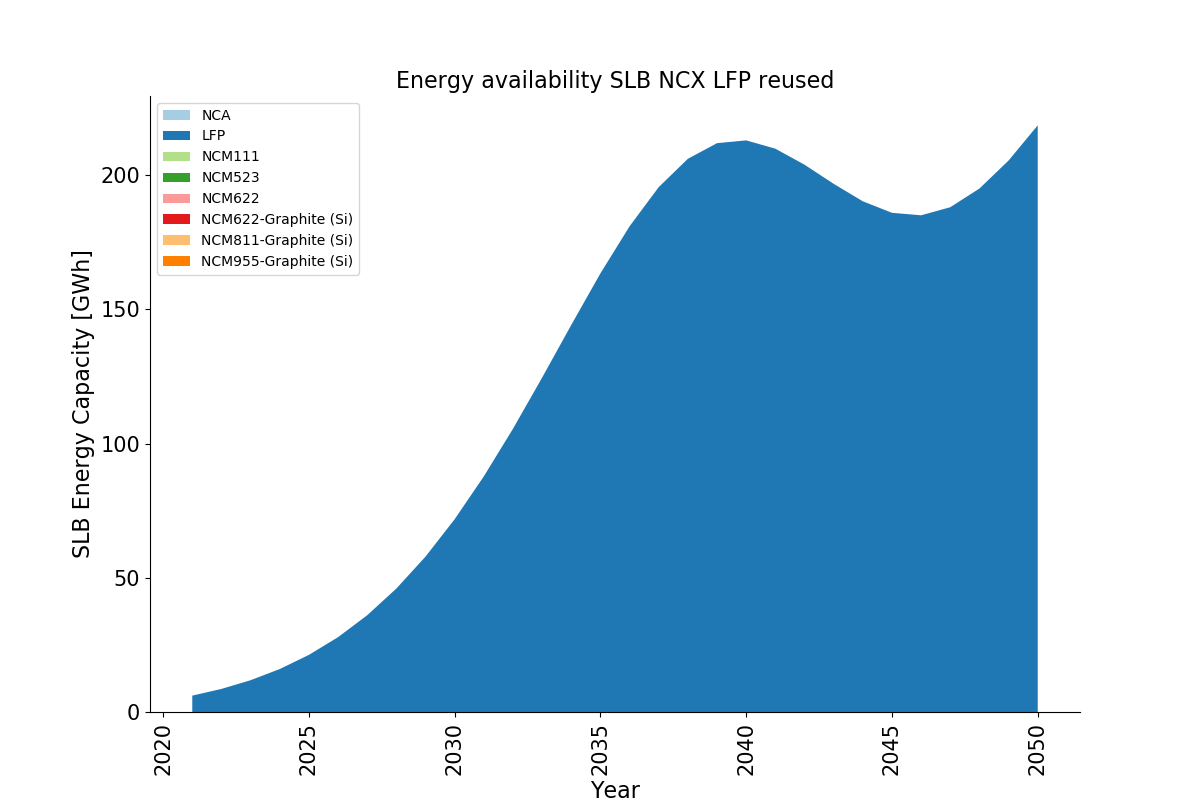 Energy availability SLB NCX LFP reused
NCA
LFP
NCM111
NCM523
NCM622
NCM622-Graphite (Si)
NCM811-Graphite (Si)
NCM955-Graphite (Si)
SLB Energy Capacity [GWh]
200
150
100
50
0
2020
2025
2030
2035
2040
2045
2050
Year